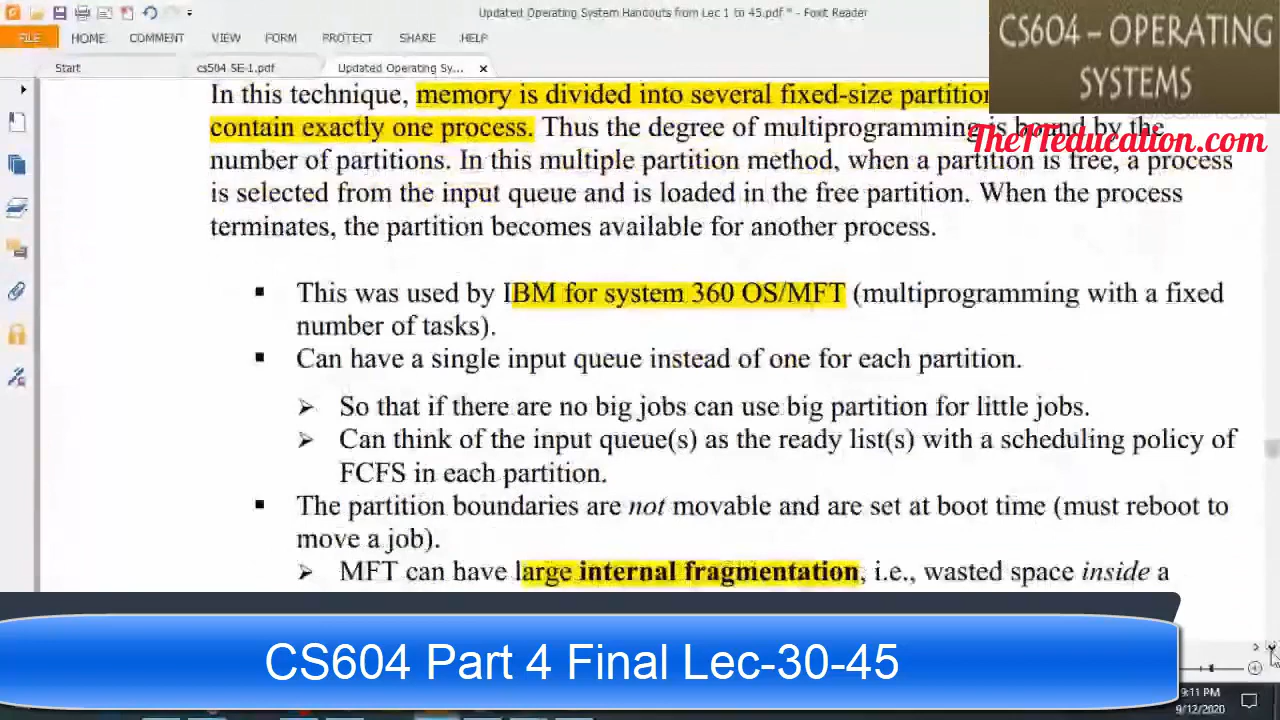 Updated Operating System Handouts from Lec 1 to 45.pdf * - Foxit Reader
CS604 – OPERATING
SYSTEMS
FILE HOME COMMENT VIEW FORM PROTECT SHARE HELP
Start cs504 SE-1.pdf Updated Operating Sy... ×
TheITeducation.com
In this technique, memory is divided into several fixed-size
contain exactly one process. Thus the degree of multiprogramming is bound by the
number of partitions. In this multiple partition method, when a partition is free, a process
is selected from the input queue and is loaded in the free partition. When the process
terminates, the partition becomes available for another process.
▪ This was used by IBM for system 360 OS/MFT (multiprogramming with a fixed
number of tasks).
▪ Can have a single input queue instead of one for each partition.
➢ So that if there are no big jobs can use big partition for little jobs.
➢ Can think of the input queue(s) as the ready list(s) with a scheduling policy of
FCFS in each partition.
▪ The partition boundaries are not movable and are set at boot time (must reboot to
move a job).
➢ MFT can have large internal fragmentation, i.e., wasted space inside a
CS604 Part 4 Final Lec-30-45
9:11 PM
9/12/2020